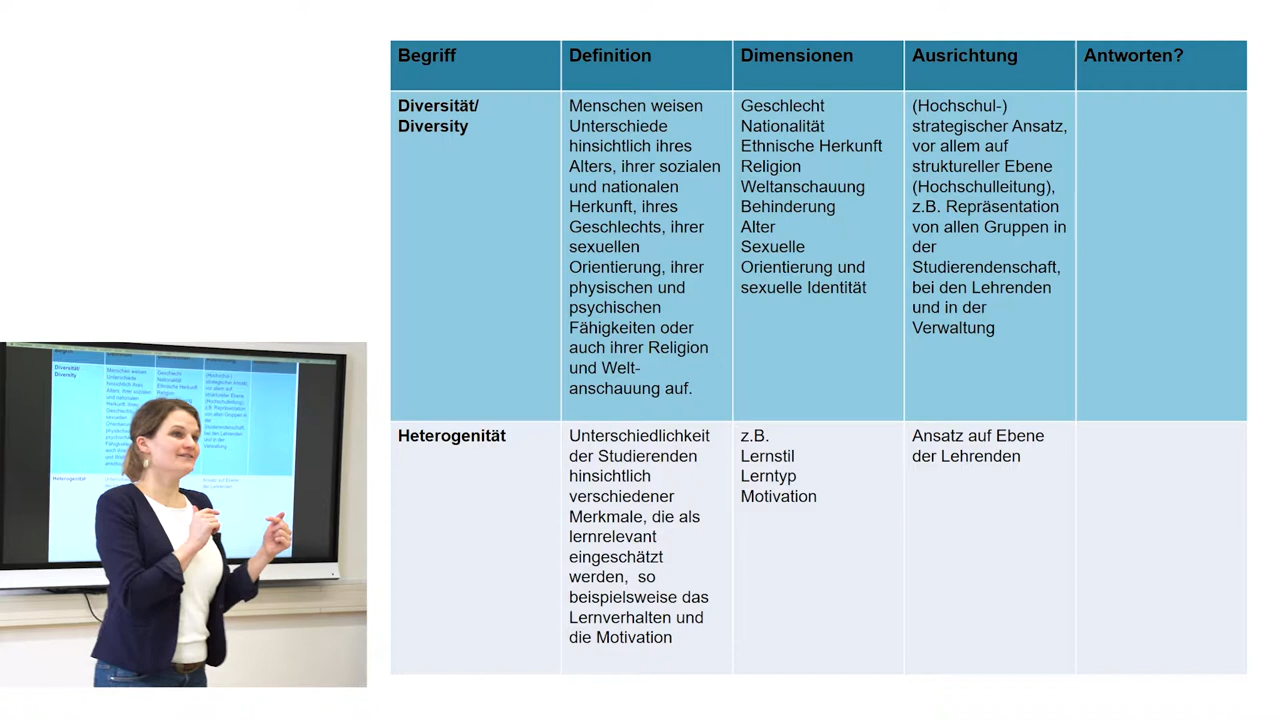 Begriff
Definition
Dimensionen
Ausrichtung
Antworten?
Diversität/
Diversity
Menschen weisen
Unterschiede
hinsichtlich ihres
Alters, ihrer sozialen
und nationalen
Herkunft, ihres
Geschlechts, ihrer
sexuellen
Orientierung, ihrer
physischen und
psychischen
Fähigkeiten oder
auch ihrer Religion
und Welt-
anschauung auf.
Geschlecht
Nationalität
Ethnische Herkunft
Religion
Weltanschauung
Behinderung
Alter
Sexuelle
Orientierung und
sexuelle Identität
(Hochschul-)
strategischer Ansatz,
vor allem auf
struktureller Ebene
(Hochschulleitung),
z.B. Repräsentation
von allen Gruppen in
der
Studierendenschaft,
bei den Lehrenden
und in der
Verwaltung
Heterogenität
Unterschiedlichkeit
der Studierenden
hinsichtlich
verschiedener
Merkmale, die als
lernrelevant
eingeschätzt
werden,  so
beispielsweise das
Lernverhalten und
die Motivation
z.B.
Lernstil
Lerntyp
Motivation
Ansatz auf Ebene
der Lehrenden